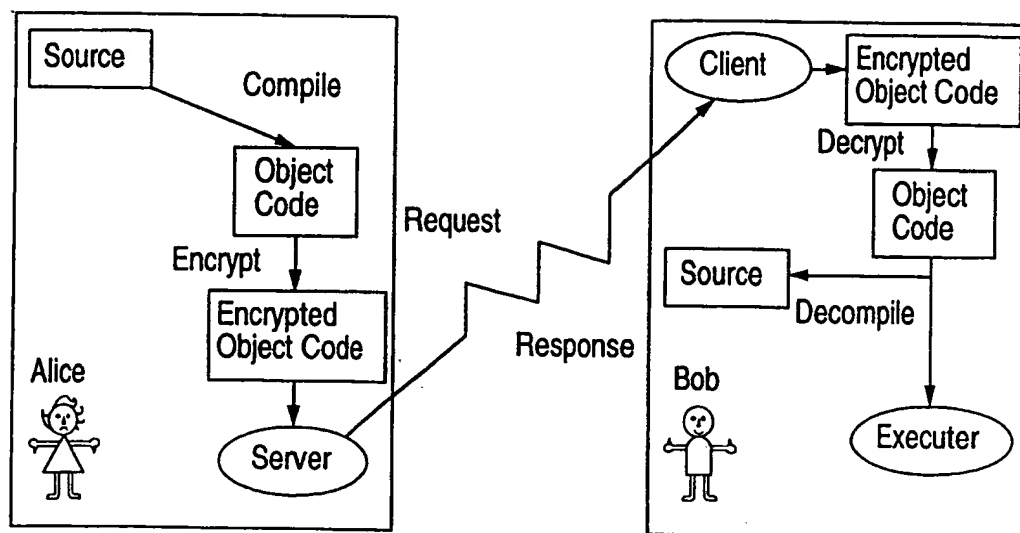 Source
Compile
Object
Code
Encrypt
Encrypted
Object Code
Alice
Server
Request
Response
Client
Encrypted
Object Code
Decrypt
Object
Code
Source
Decompile
Bob
Executer